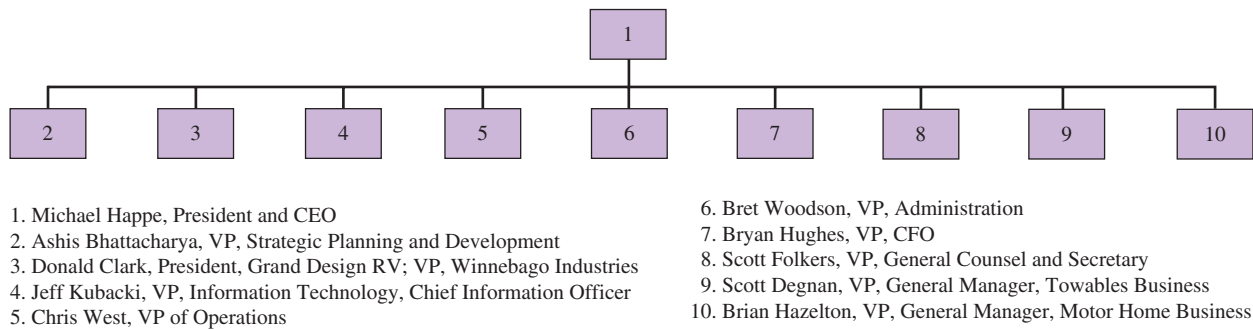 1
2 3 4 5 6 7 8 9 10
1. Michael Happe, President and CEO
2. Ashis Bhattacharya, VP, Strategic Planning and Development
3. Donald Clark, President, Grand Design RV; VP, Winnebago Industries
4. Jeff Kubacki, VP, Information Technology, Chief Information Officer
5. Chris West, VP of Operations
6. Bret Woodson, VP, Administration
7. Bryan Hughes, VP, CFO
8. Scott Folkers, VP, General Counsel and Secretary
9. Scott Degnan, VP, General Manager, Towables Business
10. Brian Hazelton, VP, General Manager, Motor Home Business